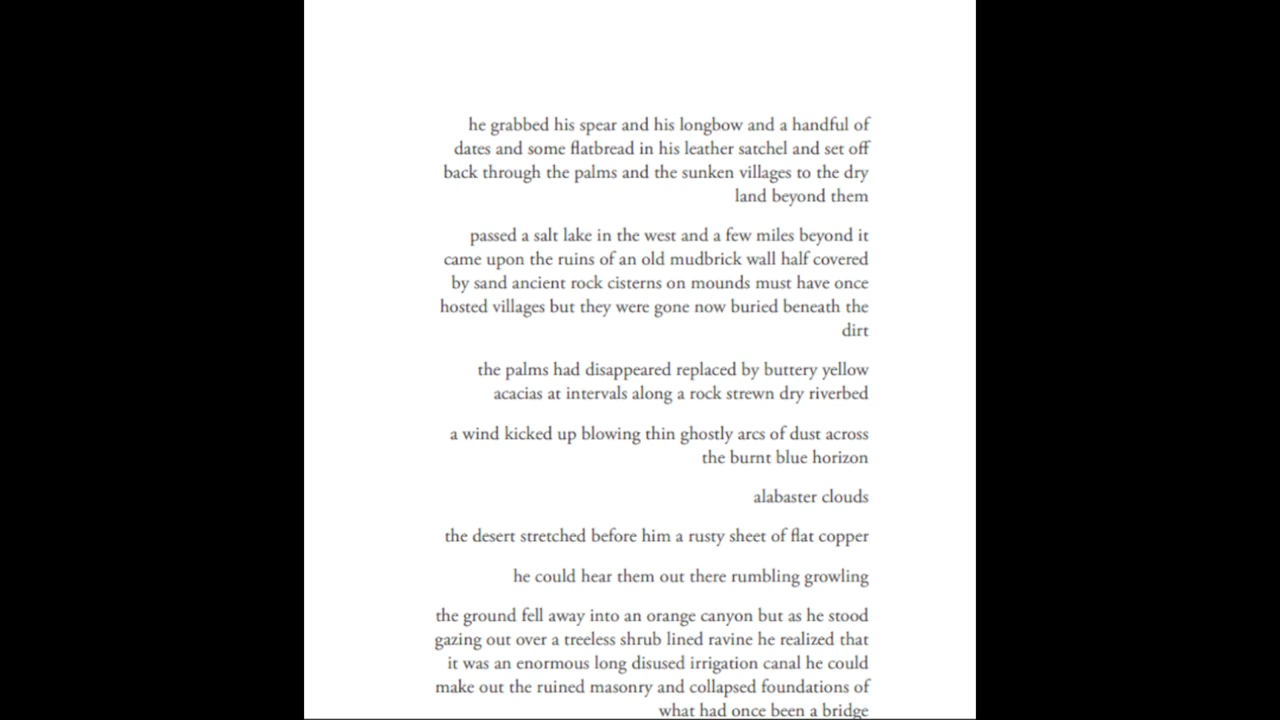 he grabbed his spear and his longbow and a handful of
dates and some flatbread in his leather satchel and set off
back through the palms and the sunken villages to the dry
land beyond them
passed a salt lake in the west and a few miles beyond it
came upon the ruins of an old mudbrick wall half covered
by sand ancient rock cisterns on mounds must have once
hosted villages but they were gone now buried beneath the
dirt
the palms had disappeared replaced by buttery yellow
acacias at intervals along a rock strewn dry riverbed
a wind kicked up blowing thin ghostly arcs of dust across
the burnt blue horizon
alabaster clouds
the desert stretched before him a rusty sheet of flat copper
he could hear them out there rumbling growling
the ground fell away into an orange canyon but as he stood
gazing out over a treeless shrub lined ravine he realized that
it was an enormous long disused irrigation canal he could
make out the ruined masonry and collapsed foundations of
what had once been a bridge